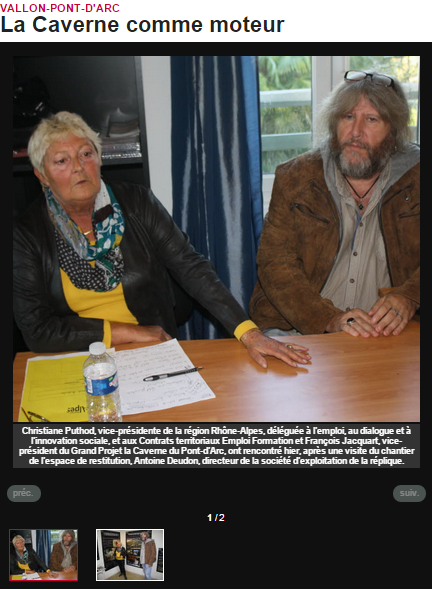 VALLON-PONT-D'ARC
La Caverne comme moteur
Christiane Puthod, vice-présidente de la région Rhône-Alpes, déléguée à l'emploi, au dialogue et à
l'innovation sociale, et aux Contrats territoriaux Emploi Formation et François Jacquart, vice-
président du Grand Projet la Caverne du Pont-d'Arc, ont rencontré hier, après une visite du chantier
de l'espace de restitution, Antoine Deudon, directeur de la société d'exploitation de la réplique.
préc.
suiv.
1 / 2